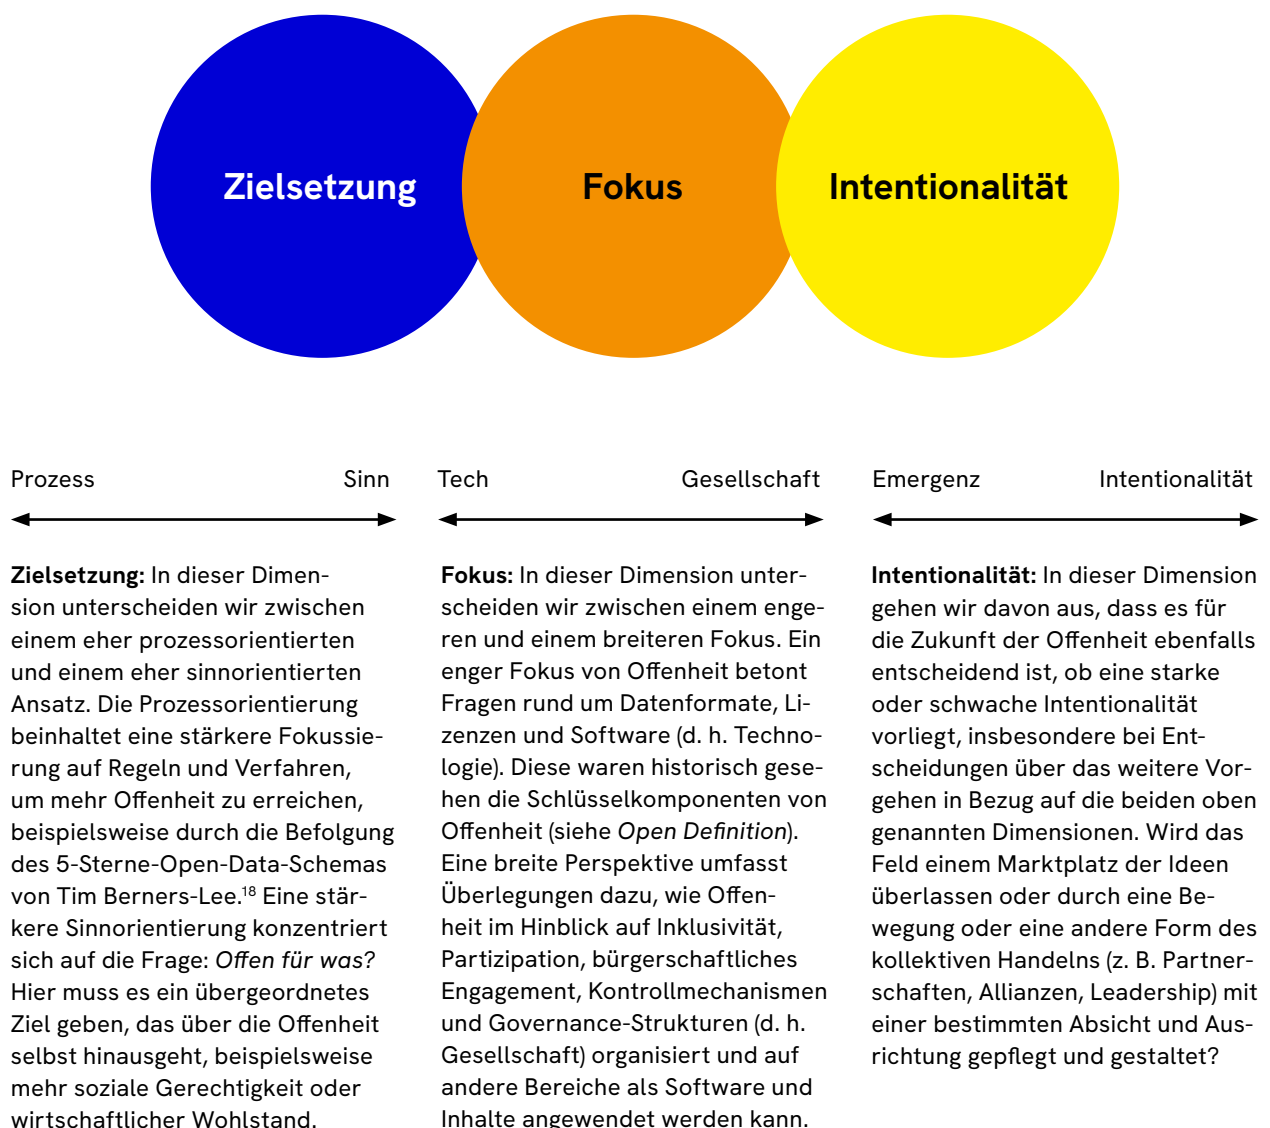 Zielsetzung
Fokus
Intentionalität
Prozess
Sinn
Tech
Gesellschaft
Emergenz
Intentionalität
Zielsetzung: In dieser Dimen-
sion unterscheiden wir zwischen
einem eher prozessorientierten
und einem eher sinnorientierten
Ansatz. Die Prozessorientierung
beinhaltet eine stärkere Fokussie-
rung auf Regeln und Verfahren,
um mehr Offenheit zu erreichen,
beispielsweise durch die Befolgung
des 5-Sterne-Open-Data-Schemas
von Tim Berners-Lee.18 Eine stär-
kere Sinnorientierung konzentriert
sich auf die Frage: Offen für was?
Hier muss es ein übergeordnetes
Ziel geben, das über die Offenheit
selbst hinausgeht, beispielsweise
mehr soziale Gerechtigkeit oder
wirtschaftlicher Wohlstand.
Fokus: In dieser Dimension unter-
scheiden wir zwischen einem enge-
ren und einem breiteren Fokus. Ein
enger Fokus von Offenheit betont
Fragen rund um Datenformate, Li-
zenzen und Software (d. h. Techno-
logie). Diese waren historisch gese-
hen die Schlüsselkomponenten von
Offenheit (siehe Open Definition).
Eine breite Perspektive umfasst
Überlegungen dazu, wie Offen-
heit im Hinblick auf Inklusivität,
Partizipation, bürgerschaftliches
Engagement, Kontrollmechanismen
und Governance-Strukturen (d. h.
Gesellschaft) organisiert und auf
andere Bereiche als Software und
Inhalte angewendet werden kann.
Intentionalität: In dieser Dimension
gehen wir davon aus, dass es für
die Zukunft der Offenheit ebenfalls
entscheidend ist, ob eine starke
oder schwache Intentionalität
vorliegt, insbesondere bei Ent-
scheidungen über das weitere Vor-
gehen in Bezug auf die beiden oben
genannten Dimensionen. Wird das
Feld einem Marktplatz der Ideen
überlassen oder durch eine Be-
wegung oder eine andere Form des
kollektiven Handelns (z. B. Partner-
schaften, Allianzen, Leadership) mit
einer bestimmten Absicht und Aus-
richtung gepflegt und gestaltet?